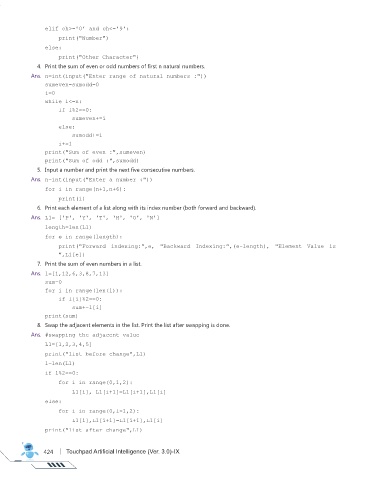 elif ch>='0' and ch<='9':
print("Number")
else:
print("Other Character")
4. Print the sum of even or odd numbers of first n natural numbers.
Ans. n=int(input("Enter range of natural numbers :"))
sumeven=sumodd=0
i=0
while i<=n:
if i%2==0:
sumeven+=i
else:
sumodd+=i
i+=1
print("Sum of even :",sumeven)
print("Sum of odd :",sumodd)
5. Input a number and print the next five consecutive numbers.
Ans. n=int(input("Enter a number :"))
for i in range(n+1,n+6):
print(i)
6. Print each element of a list along with its index number (both forward and backward).
Ans. L1= ['P', 'Y', 'T', 'H', 'O', 'N']
length=len(L1)
for e in range(length):
print("Forward indexing:",e, "Backward Indexing:",(e-length), "Element Value is
",L1[e])
7. Print the sum of even numbers in a list.
Ans. l=[11,12,6,3,8,7,13]
sum=0
for i in range(len(l)):
if l[i]%2==0:
sum+=l[i]
print(sum)
8. Swap the adjacent elements in the list. Print the list after swapping is done.
Ans. #swapping the adjacent value
L1=[1,2,3,4,5]
print("list before change",L1)
l=len(L1)
if l%2==0:
for i in range(0,l,2):
L1[i], L1[i+1]=L1[i+1],L1[i]
else:
for i in range(0,l-1,2):
L1[i],L1[i+1]=L1[i+1],L1[i]
print("list after change",L1)
424 | Touchpad Artificial Intelligence (Ver. 3.0)-IX